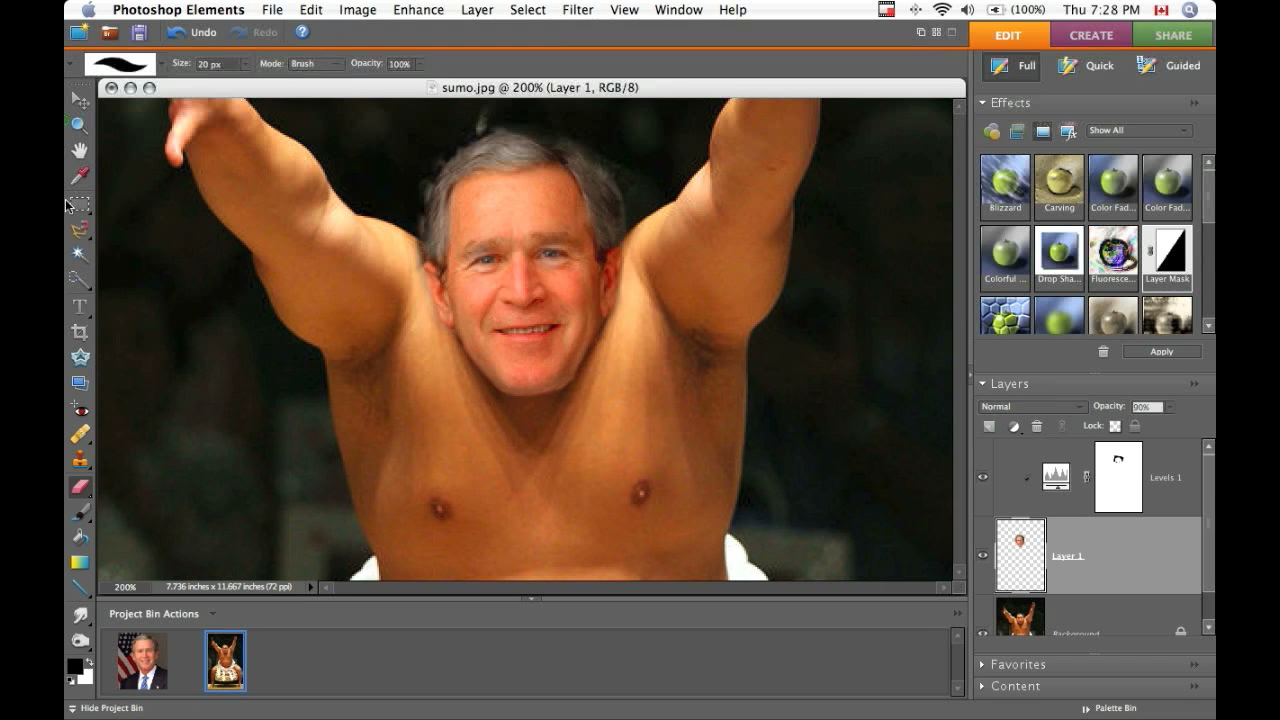 Photoshop Elements File Edit Image Enhance Layer Select Filter View Window Help (100%) Thu 7:28 PM
Undo Redo ? EDIT CREATE SHARE
Size: 20 px Mode: Brush Opacity: 100% Full Quick Guided
sumo.jpg @ 200% (Layer 1, RGB/8)
Effects
Show All
Blizzard Carving Color Fad... Color Fad...
Colorful ... Drop Sha... Fluoresce... Layer Mask
Apply
Layers
Normal Opacity: 90%
Lock:
Levels 1
Layer 1
Background
200% 7.736 inches x 11.667 inches (72 ppi)
Project Bin Actions
Favorites
Content
Hide Project Bin Palette Bin